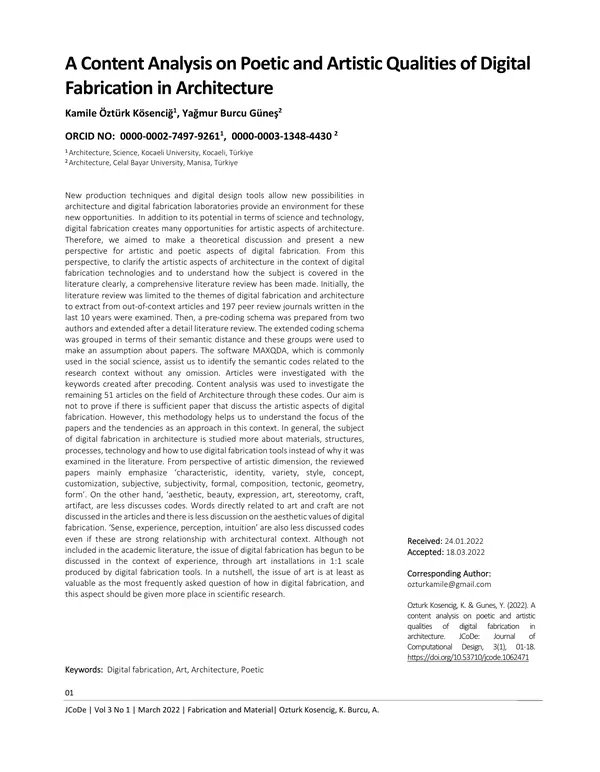 A Content Analysis on Poetic and Artistic Qualities of Digital
Fabrication in Architecture
Kamile Öztürk Kösenciğ¹, Yağmur Burcu Güneş²
ORCID NO: 0000-0002-7497-9261¹, 0000-0003-1348-4430 ²
¹ Architecture, Science, Kocaeli University, Kocaeli, Türkiye
² Architecture, Celal Bayar University, Manisa, Türkiye
New production techniques and digital design tools allow new possibilities in
architecture and digital fabrication laboratories provide an environment for these
new opportunities. In addition to its potential in terms of science and technology,
digital fabrication creates many opportunities for artistic aspects of architecture.
Therefore, we aimed to make a theoretical discussion and present a new
perspective for artistic and poetic aspects of digital fabrication. From this
perspective, to clarify the artistic aspects of architecture in the context of digital
fabrication technologies and to understand how the subject is covered in the
literature clearly, a comprehensive literature review has been made. Initially, the
literature review was limited to the themes of digital fabrication and architecture
to extract from out-of-context articles and 197 peer review journals written in the
last 10 years were examined. Then, a pre-coding schema was prepared from two
authors and extended after a detail literature review. The extended coding schema
was grouped in terms of their semantic distance and these groups were used to
make an assumption about papers. The software MAXQDA, which is commonly
used in the social science, assist us to identify the semantic codes related to the
research context without any omission. Articles were investigated with the
keywords created after precoding. Content analysis was used to investigate the
remaining 51 articles on the field of Architecture through these codes. Our aim is
not to prove if there is sufficient paper that discuss the artistic aspects of digital
fabrication. However, this methodology helps us to understand the focus of the
papers and the tendencies as an approach in this context. In general, the subject
of digital fabrication in architecture is studied more about materials, structures,
processes, technology and how to use digital fabrication tools instead of why it was
examined in the literature. From perspective of artistic dimension, the reviewed
papers mainly emphasize ‘characteristic, identity, variety, style, concept,
customization, subjective, subjectivity, formal, composition, tectonic, geometry,
form’. On the other hand, ‘aesthetic, beauty, expression, art, stereotomy, craft,
artifact, are less discusses codes. Words directly related to art and craft are not
discussed in the articles and there is less discussion on the aesthetic values of digital
fabrication. ‘Sense, experience, perception, intuition’ are also less discussed codes
even if these are strong relationship with architectural context. Although not
included in the academic literature, the issue of digital fabrication has begun to be
discussed in the context of experience, through art installations in 1:1 scale
produced by digital fabrication tools. In a nutshell, the issue of art is at least as
valuable as the most frequently asked question of how in digital fabrication, and
this aspect should be given more place in scientific research.
Received: 24.01.2022
Accepted: 18.03.2022
Corresponding Author:
ozturkamile@gmail.com
Ozturk Kosencig, K. & Gunes, Y. (2022). A
content analysis on poetic and artistic
qualities of digital fabrication in
architecture. JCoDe: Journal of
Computational Design, 3(1), 01-18.
https://doi.org/10.53710/jcode.1062471
Keywords: Digital fabrication, Art, Architecture, Poetic
01
JCoDe | Vol 3 No 1 | March 2022 | Fabrication and Material| Ozturk Kosencig, K. Burcu, A.